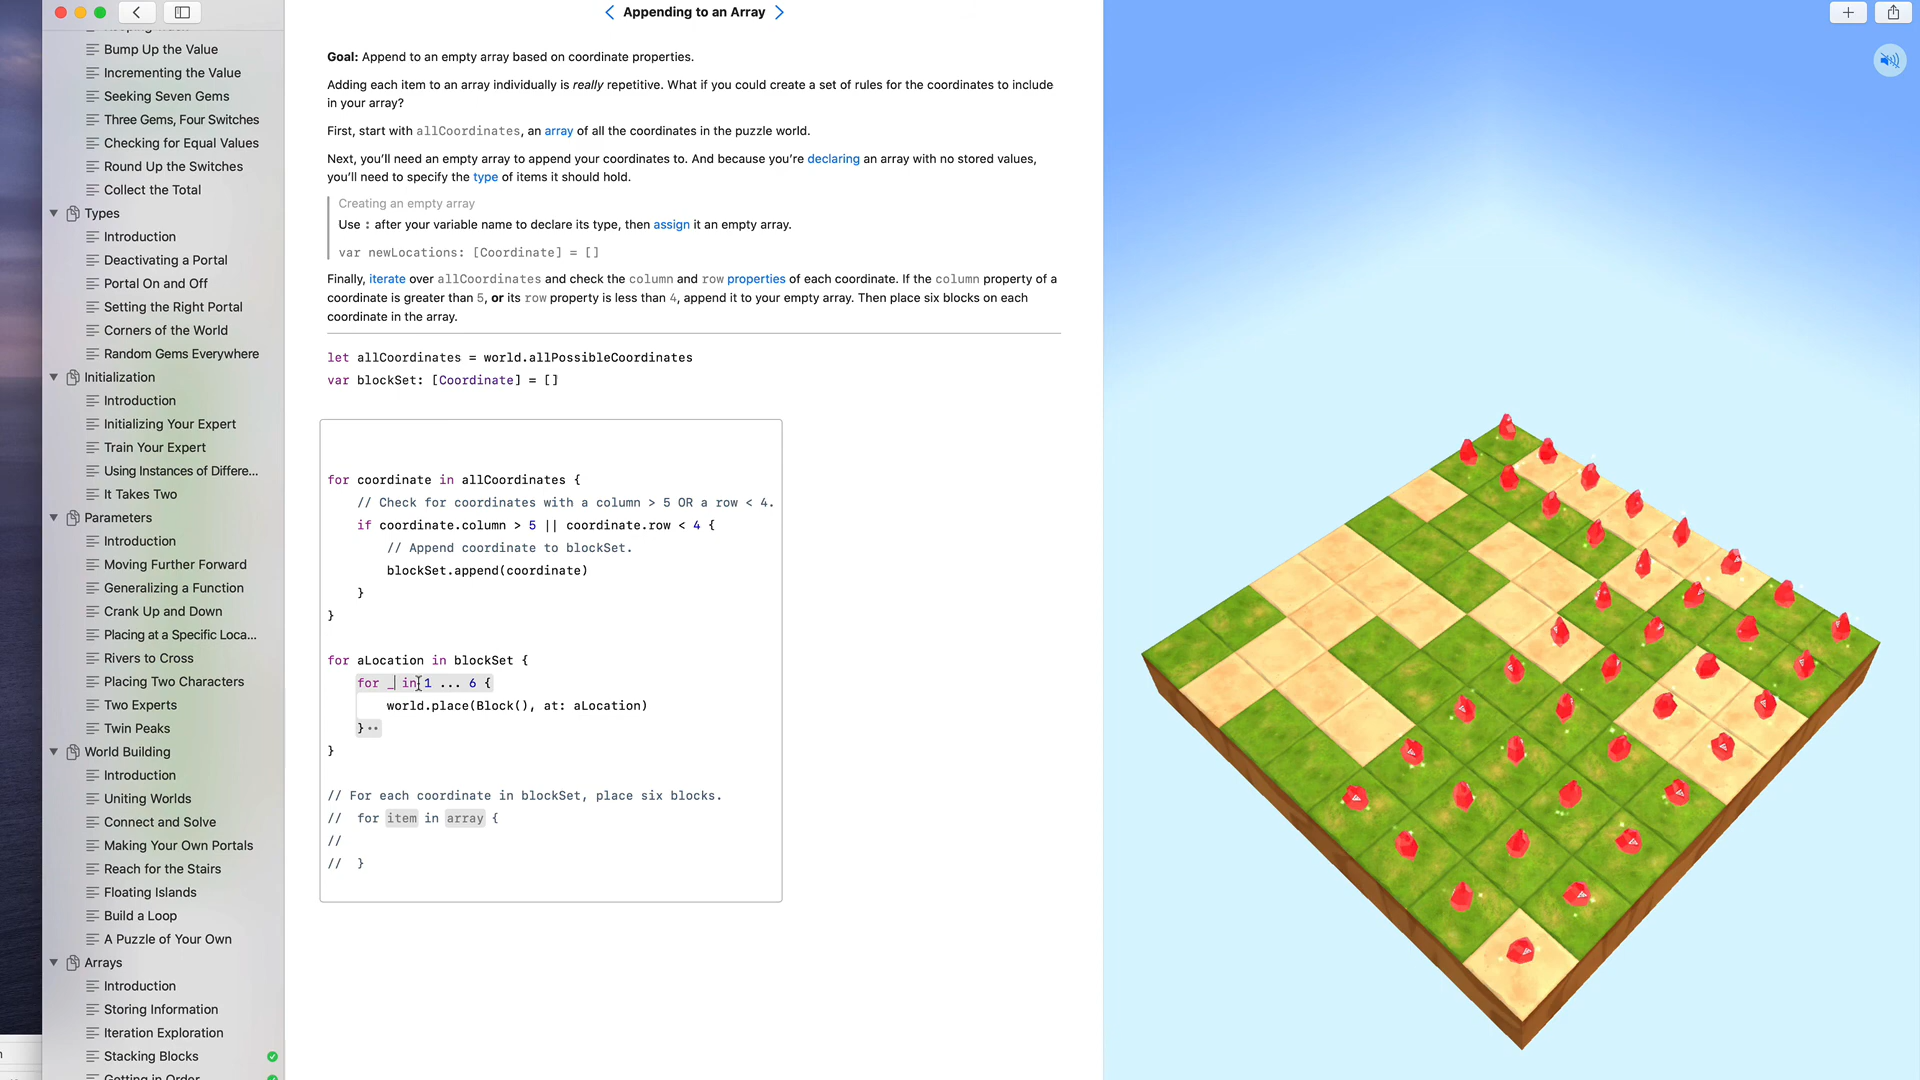 Bump Up the Value
Incrementing the Value
Seeking Seven Gems
Three Gems, Four Switches
Checking for Equal Values
Round Up the Switches
Collect the Total
Types
Introduction
Deactivating a Portal
Portal On and Off
Setting the Right Portal
Corners of the World
Random Gems Everywhere
Initialization
Introduction
Initializing Your Expert
Train Your Expert
Using Instances of Differe...
It Takes Two
Parameters
Introduction
Moving Further Forward
Generalizing a Function
Crank Up and Down
Placing at a Specific Loca...
Rivers to Cross
Placing Two Characters
Two Experts
Twin Peaks
World Building
Introduction
Uniting Worlds
Connect and Solve
Making Your Own Portals
Reach for the Stairs
Floating Islands
Build a Loop
A Puzzle of Your Own
Arrays
Introduction
Storing Information
Iteration Exploration
Stacking Blocks
Getting in Order
Appending to an Array
Goal: Append to an empty array based on coordinate properties.
Adding each item to an array individually is really repetitive. What if you could create a set of rules for the coordinates to include
in your array?
First, start with allCoordinates, an array of all the coordinates in the puzzle world.
Next, you'll need an empty array to append your coordinates to. And because you're declaring an array with no stored values,
you'll need to specify the type of items it should hold.
Creating an empty array
Use : after your variable name to declare its type, then assign it an empty array.
var newLocations: [Coordinate] = []
Finally, iterate over allCoordinates and check the column and row properties of each coordinate. If the column property of a
coordinate is greater than 5, or its row property is less than 4, append it to your empty array. Then place six blocks on each
coordinate in the array.
let allCoordinates = world.allPossibleCoordinates
var blockSet: [Coordinate] = []
for coordinate in allCoordinates {
// Check for coordinates with a column > 5 OR a row < 4.
if coordinate.column > 5 || coordinate.row < 4 {
// Append coordinate to blockSet.
blockSet.append(coordinate)
}
}
for aLocation in blockSet {
for _ in 1 ... 6 {
world.place(Block(), at: aLocation)
}
}
// For each coordinate in blockSet, place six blocks.
// for item in array {
//
// }